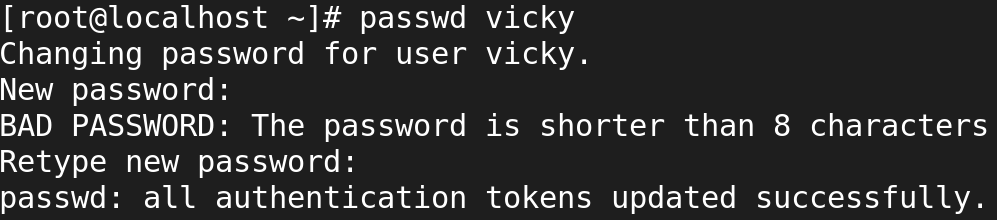 [root@localhost ~]# passwd vicky
Changing password for user vicky.
New password:
BAD PASSWORD: The password is shorter than 8 characters
Retype new password:
passwd: all authentication tokens updated successfully.